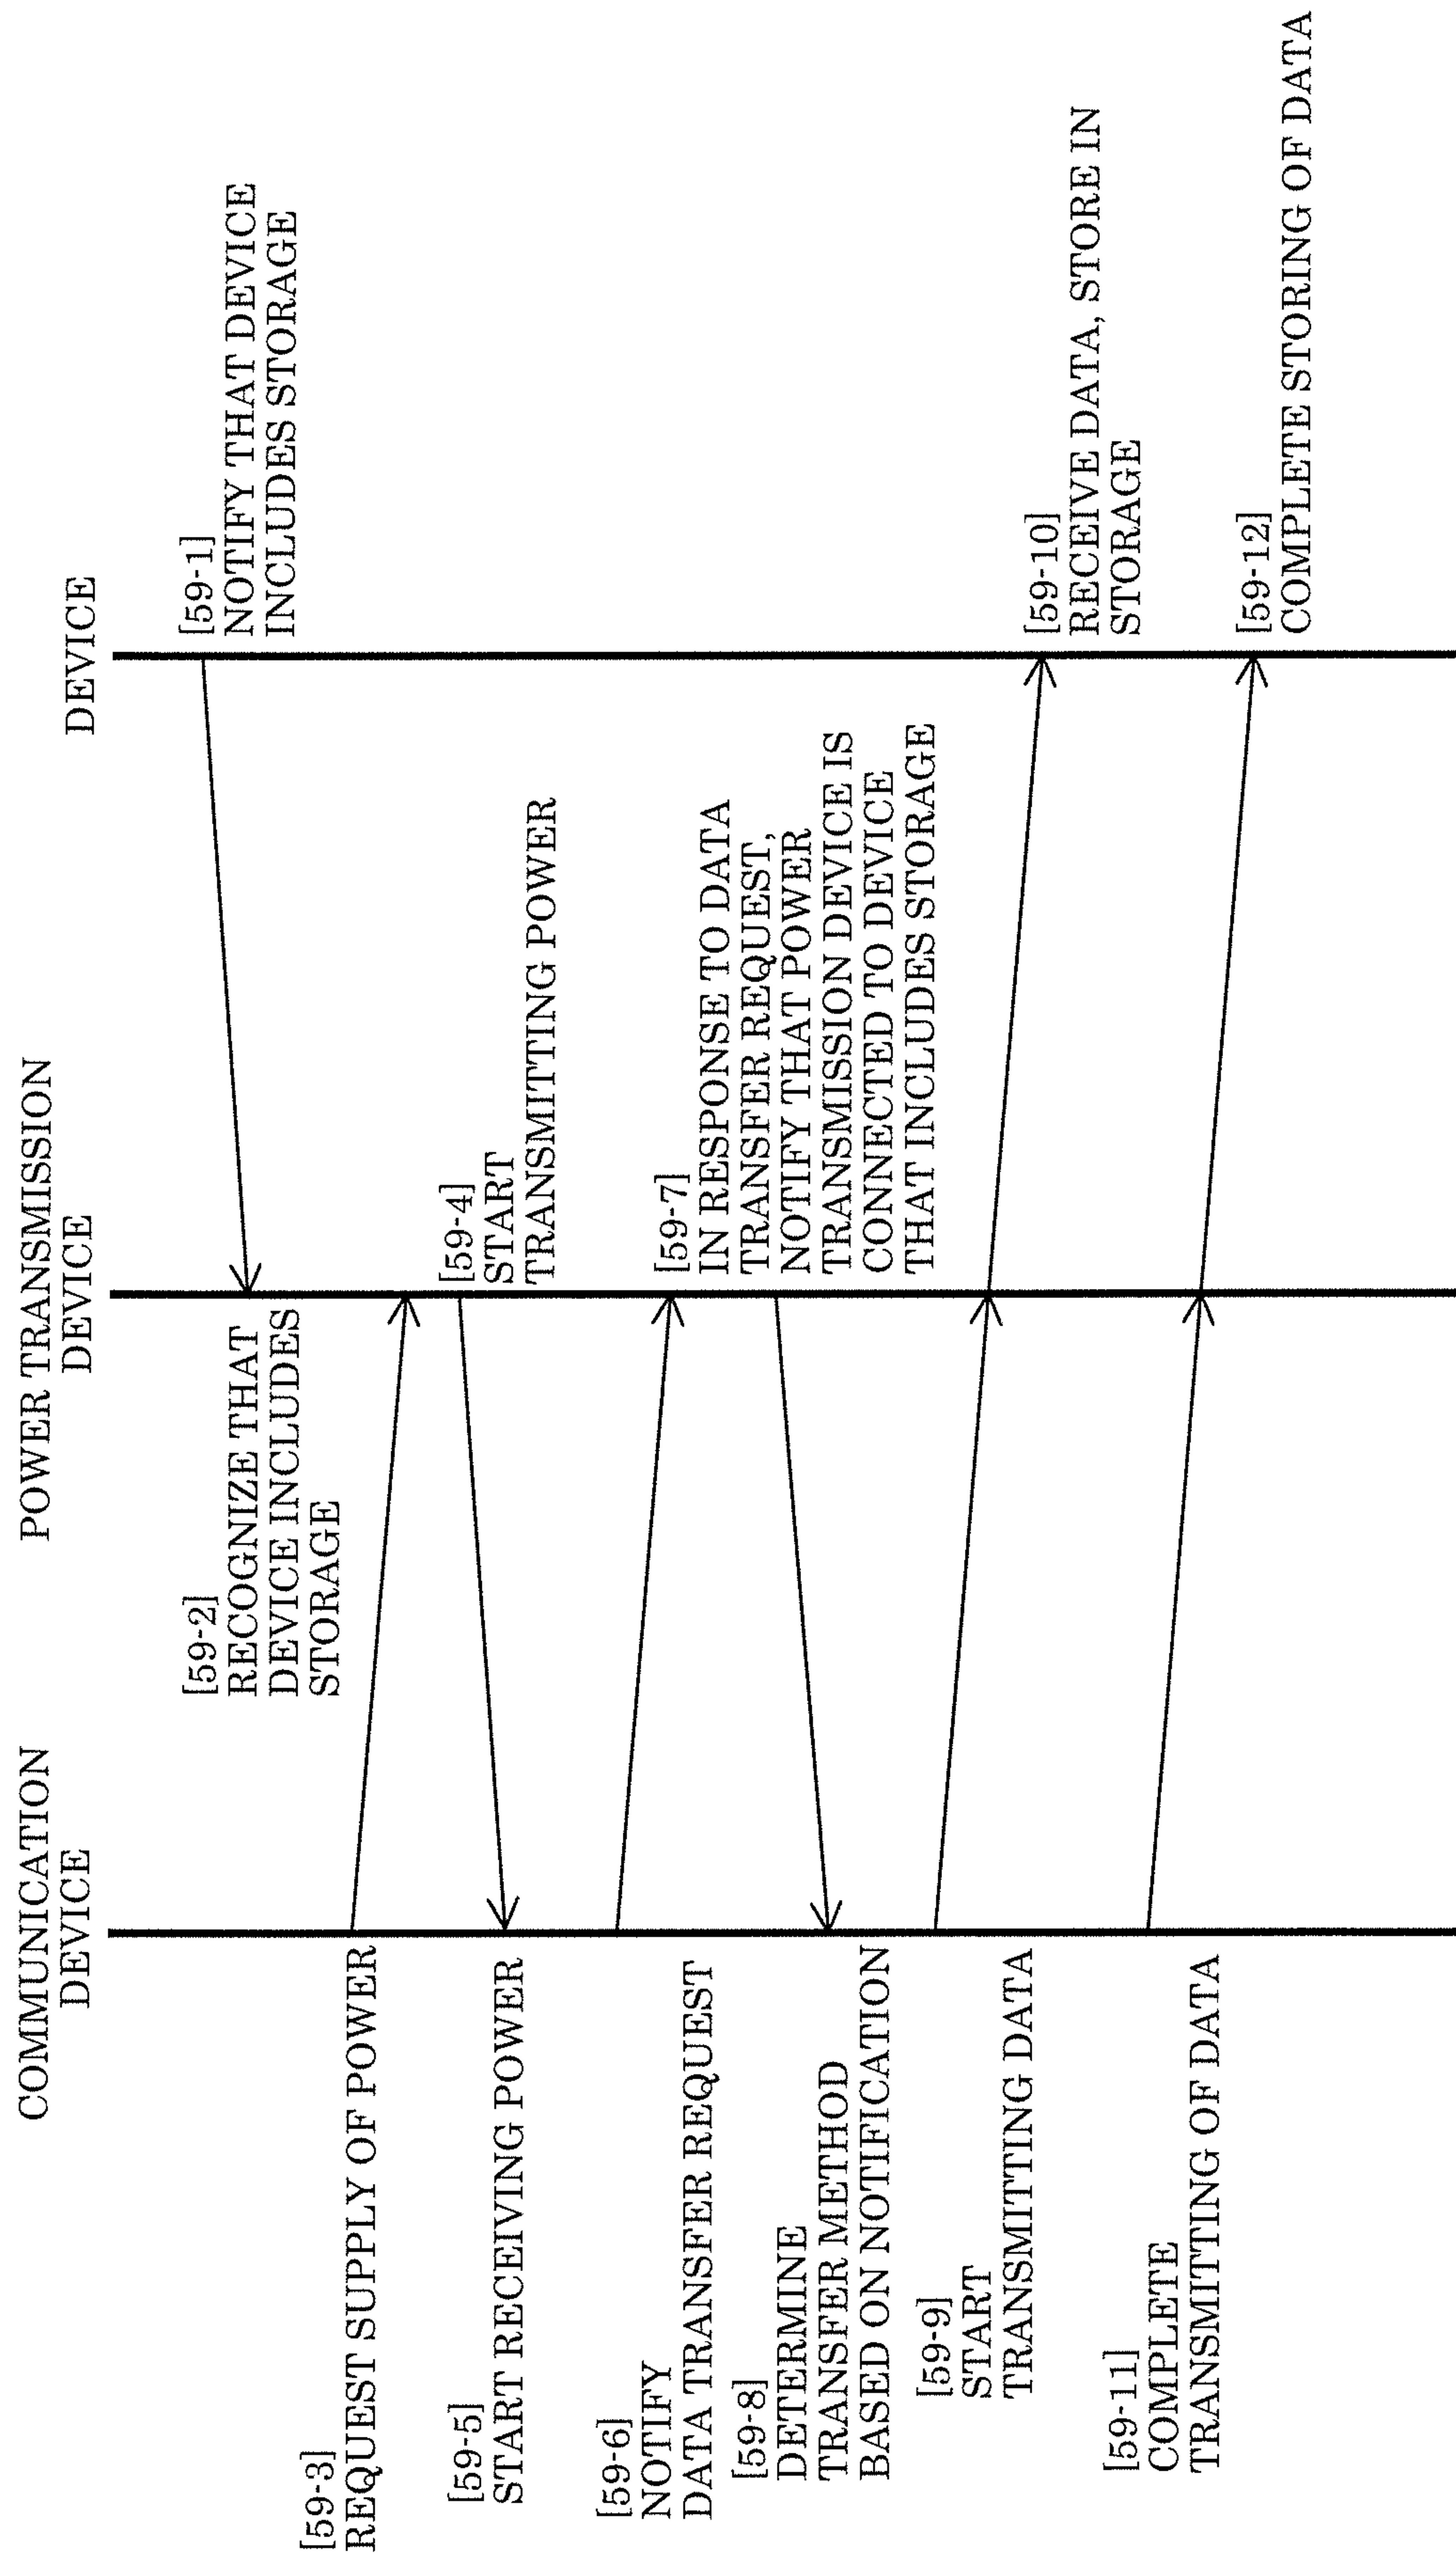 COMMUNICATION
DEVICE
POWER TRANSMISSION
DEVICE
DEVICE
[59-1]
NOTIFY THAT DEVICE
INCLUDES STORAGE
[59-2]
RECOGNIZE THAT
DEVICE INCLUDES
STORAGE
[59-3]
REQUEST SUPPLY OF POWER
[59-4]
START
TRANSMITTING POWER
[59-5]
START RECEIVING POWER
[59-6]
NOTIFY
DATA TRANSFER REQUEST
[59-7]
IN RESPONSE TO DATA
TRANSFER REQUEST,
NOTIFY THAT POWER
TRANSMISSION DEVICE IS
CONNECTED TO DEVICE
THAT INCLUDES STORAGE
[59-8]
DETERMINE
TRANSFER METHOD
BASED ON NOTIFICATION
[59-9]
START
TRANSMITTING DATA
[59-10]
RECEIVE DATA, STORE IN
STORAGE
[59-11]
COMPLETE
TRANSMITTING OF DATA
[59-12]
COMPLETE STORING OF DATA